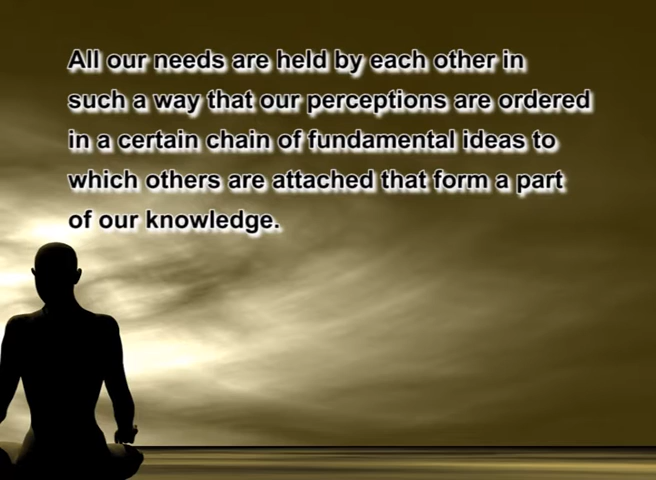 All our needs are held by each other in
such a way that our perceptions are ordered
in a certain chain of fundamental ideas to
which others are attached that form a part
of our knowledge.